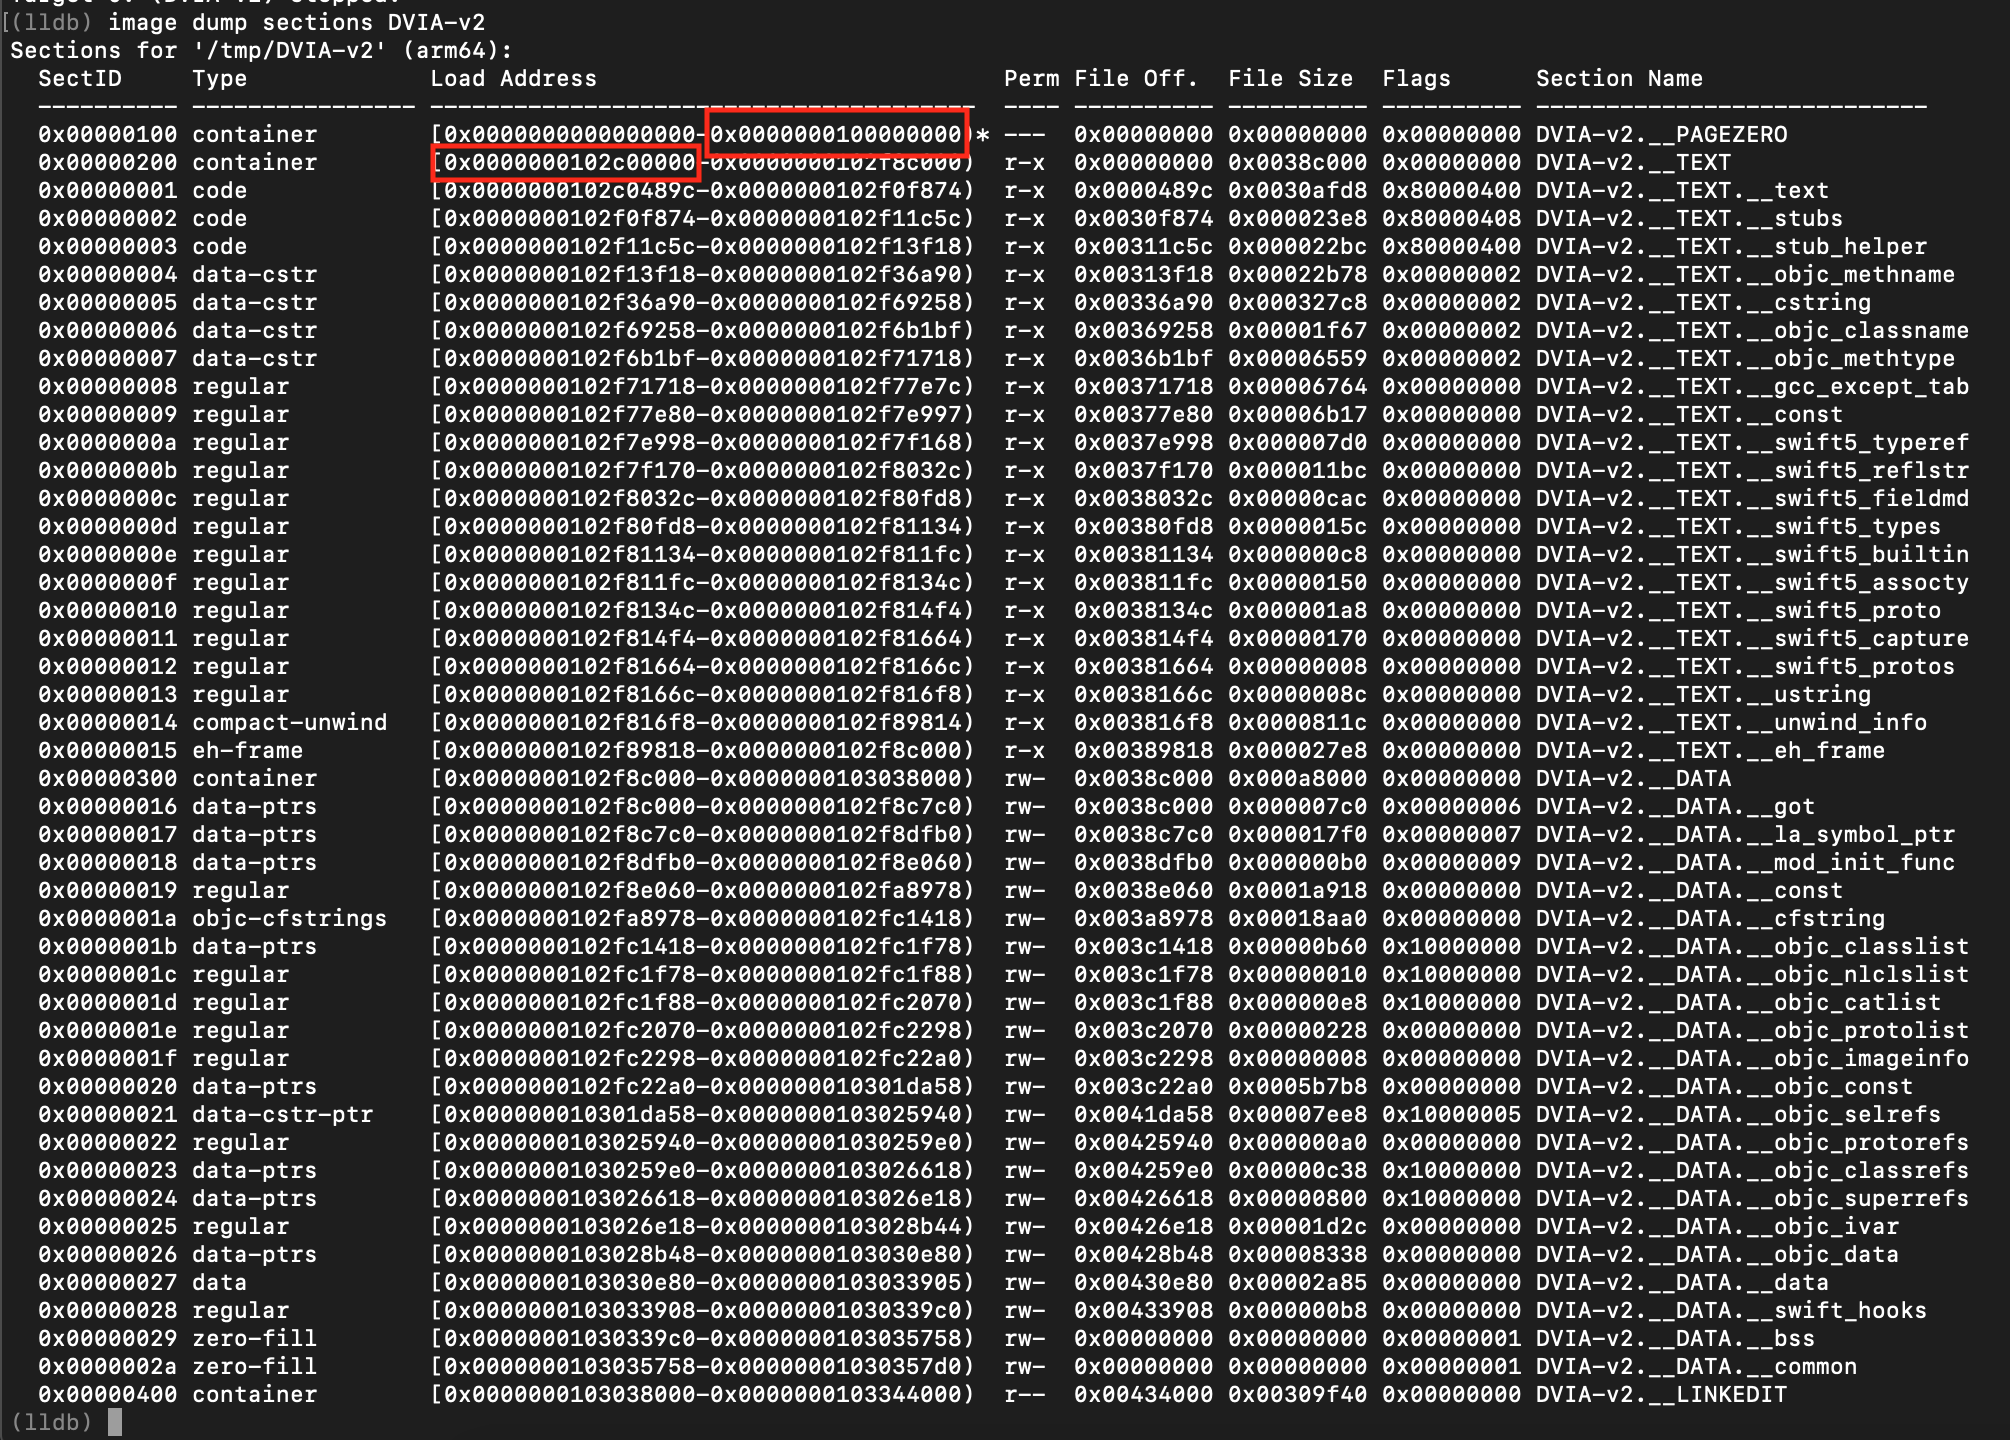 [(lldb) image dump sections DVIA-v2
Sections for '/tmp/DVIA-v2' (arm64):
SectID Type Load Address Perm File Off. File Size Flags Section Name
---------- ---------------- --------------------------------------- ---- ---------- ---------- ---------- ----------------------------
0x00000100 container [0x0000000000000000-0x0000000100000000)* --- 0x00000000 0x00000000 0x00000000 DVIA-v2.__PAGEZERO
0x00000200 container [0x0000000102c00000-0x0000000102f8c000) r-x 0x00000000 0x0038c000 0x00000000 DVIA-v2.__TEXT
0x00000001 code [0x0000000102c0489c-0x0000000102f0f874) r-x 0x0000489c 0x0030afd8 0x80000400 DVIA-v2.__TEXT.__text
0x00000002 code [0x0000000102f0f874-0x0000000102f11c5c) r-x 0x0030f874 0x000023e8 0x80000408 DVIA-v2.__TEXT.__stubs
0x00000003 code [0x0000000102f11c5c-0x0000000102f13f18) r-x 0x00311c5c 0x000022bc 0x80000400 DVIA-v2.__TEXT.__stub_helper
0x00000004 data-cstr [0x0000000102f13f18-0x0000000102f36a90) r-x 0x00313f18 0x00022b78 0x00000002 DVIA-v2.__TEXT.__objc_methname
0x00000005 data-cstr [0x0000000102f36a90-0x0000000102f69258) r-x 0x00336a90 0x000327c8 0x00000002 DVIA-v2.__TEXT.__cstring
0x00000006 data-cstr [0x0000000102f69258-0x0000000102f6b1bf) r-x 0x00369258 0x00001f67 0x00000002 DVIA-v2.__TEXT.__objc_classname
0x00000007 data-cstr [0x0000000102f6b1bf-0x0000000102f71718) r-x 0x0036b1bf 0x00006559 0x00000002 DVIA-v2.__TEXT.__objc_methtype
0x00000008 regular [0x0000000102f71718-0x0000000102f77e7c) r-x 0x00371718 0x00006764 0x00000000 DVIA-v2.__TEXT.__gcc_except_tab
0x00000009 regular [0x0000000102f77e80-0x0000000102f7e997) r-x 0x00377e80 0x00006b17 0x00000000 DVIA-v2.__TEXT.__const
0x0000000a regular [0x0000000102f7e998-0x0000000102f7f168) r-x 0x0037e998 0x000007d0 0x00000000 DVIA-v2.__TEXT.__swift5_typeref
0x0000000b regular [0x0000000102f7f170-0x0000000102f8032c) r-x 0x0037f170 0x000011bc 0x00000000 DVIA-v2.__TEXT.__swift5_reflstr
0x0000000c regular [0x0000000102f8032c-0x0000000102f80fd8) r-x 0x0038032c 0x00000cac 0x00000000 DVIA-v2.__TEXT.__swift5_fieldmd
0x0000000d regular [0x0000000102f80fd8-0x0000000102f81134) r-x 0x00380fd8 0x0000015c 0x00000000 DVIA-v2.__TEXT.__swift5_types
0x0000000e regular [0x0000000102f81134-0x0000000102f811fc) r-x 0x00381134 0x000000c8 0x00000000 DVIA-v2.__TEXT.__swift5_builtin
0x0000000f regular [0x0000000102f811fc-0x0000000102f8134c) r-x 0x003811fc 0x00000150 0x00000000 DVIA-v2.__TEXT.__swift5_assocty
0x00000010 regular [0x0000000102f8134c-0x0000000102f814f4) r-x 0x0038134c 0x000001a8 0x00000000 DVIA-v2.__TEXT.__swift5_proto
0x00000011 regular [0x0000000102f814f4-0x0000000102f81664) r-x 0x003814f4 0x00000170 0x00000000 DVIA-v2.__TEXT.__swift5_capture
0x00000012 regular [0x0000000102f81664-0x0000000102f8166c) r-x 0x00381664 0x00000008 0x00000000 DVIA-v2.__TEXT.__swift5_protos
0x00000013 regular [0x0000000102f8166c-0x0000000102f816f8) r-x 0x0038166c 0x0000008c 0x00000000 DVIA-v2.__TEXT.__ustring
0x00000014 compact-unwind [0x0000000102f816f8-0x0000000102f89814) r-x 0x003816f8 0x0000811c 0x00000000 DVIA-v2.__TEXT.__unwind_info
0x00000015 eh-frame [0x0000000102f89818-0x0000000102f8c000) r-x 0x00389818 0x000027e8 0x00000000 DVIA-v2.__TEXT.__eh_frame
0x00000300 container [0x0000000102f8c000-0x0000000103038000) rw- 0x0038c000 0x000a8000 0x00000000 DVIA-v2.__DATA
0x00000016 data-ptrs [0x0000000102f8c000-0x0000000102f8c7c0) rw- 0x0038c000 0x000007c0 0x00000006 DVIA-v2.__DATA.__got
0x00000017 data-ptrs [0x0000000102f8c7c0-0x0000000102f8dfb0) rw- 0x0038c7c0 0x000017f0 0x00000007 DVIA-v2.__DATA.__la_symbol_ptr
0x00000018 data-ptrs [0x0000000102f8dfb0-0x0000000102f8e060) rw- 0x0038dfb0 0x000000b0 0x00000009 DVIA-v2.__DATA.__mod_init_func
0x00000019 regular [0x0000000102f8e060-0x0000000102fa8978) rw- 0x0038e060 0x0001a918 0x00000000 DVIA-v2.__DATA.__const
0x0000001a objc-cfstrings [0x0000000102fa8978-0x0000000102fc1418) rw- 0x003a8978 0x00018aa0 0x00000000 DVIA-v2.__DATA.__cfstring
0x0000001b data-ptrs [0x0000000102fc1418-0x0000000102fc1f78) rw- 0x003c1418 0x00000b60 0x10000000 DVIA-v2.__DATA.__objc_classlist
0x0000001c regular [0x0000000102fc1f78-0x0000000102fc1f88) rw- 0x003c1f78 0x00000010 0x10000000 DVIA-v2.__DATA.__objc_nlclslist
0x0000001d regular [0x0000000102fc1f88-0x0000000102fc2070) rw- 0x003c1f88 0x000000e8 0x10000000 DVIA-v2.__DATA.__objc_catlist
0x0000001e regular [0x0000000102fc2070-0x0000000102fc2298) rw- 0x003c2070 0x00000228 0x00000000 DVIA-v2.__DATA.__objc_protolist
0x0000001f regular [0x0000000102fc2298-0x0000000102fc22a0) rw- 0x003c2298 0x00000008 0x00000000 DVIA-v2.__DATA.__objc_imageinfo
0x00000020 data-ptrs [0x0000000102fc22a0-0x000000010301da58) rw- 0x003c22a0 0x0005b7b8 0x00000000 DVIA-v2.__DATA.__objc_const
0x00000021 data-cstr-ptr [0x000000010301da58-0x0000000103025940) rw- 0x0041da58 0x00007ee8 0x10000005 DVIA-v2.__DATA.__objc_selrefs
0x00000022 regular [0x0000000103025940-0x00000001030259e0) rw- 0x00425940 0x000000a0 0x00000000 DVIA-v2.__DATA.__objc_protorefs
0x00000023 data-ptrs [0x00000001030259e0-0x0000000103026618) rw- 0x004259e0 0x00000c38 0x10000000 DVIA-v2.__DATA.__objc_classrefs
0x00000024 data-ptrs [0x0000000103026618-0x0000000103026e18) rw- 0x00426618 0x00000800 0x10000000 DVIA-v2.__DATA.__objc_superrefs
0x00000025 regular [0x0000000103026e18-0x0000000103028b44) rw- 0x00426e18 0x00001d2c 0x00000000 DVIA-v2.__DATA.__objc_ivar
0x00000026 data-ptrs [0x0000000103028b48-0x0000000103030e80) rw- 0x00428b48 0x00008338 0x00000000 DVIA-v2.__DATA.__objc_data
0x00000027 data [0x0000000103030e80-0x0000000103033905) rw- 0x00430e80 0x00002a85 0x00000000 DVIA-v2.__DATA.__data
0x00000028 regular [0x0000000103033908-0x00000001030339c0) rw- 0x00433908 0x000000b8 0x00000000 DVIA-v2.__DATA.__swift_hooks
0x00000029 zero-fill [0x00000001030339c0-0x0000000103035758) rw- 0x00000000 0x00000000 0x00000001 DVIA-v2.__DATA.__bss
0x0000002a zero-fill [0x0000000103035758-0x00000001030357d0) rw- 0x00000000 0x00000000 0x00000001 DVIA-v2.__DATA.__common
0x00000400 container [0x0000000103038000-0x0000000103344000) r-- 0x00434000 0x00309f40 0x00000000 DVIA-v2.__LINKEDIT
(lldb)